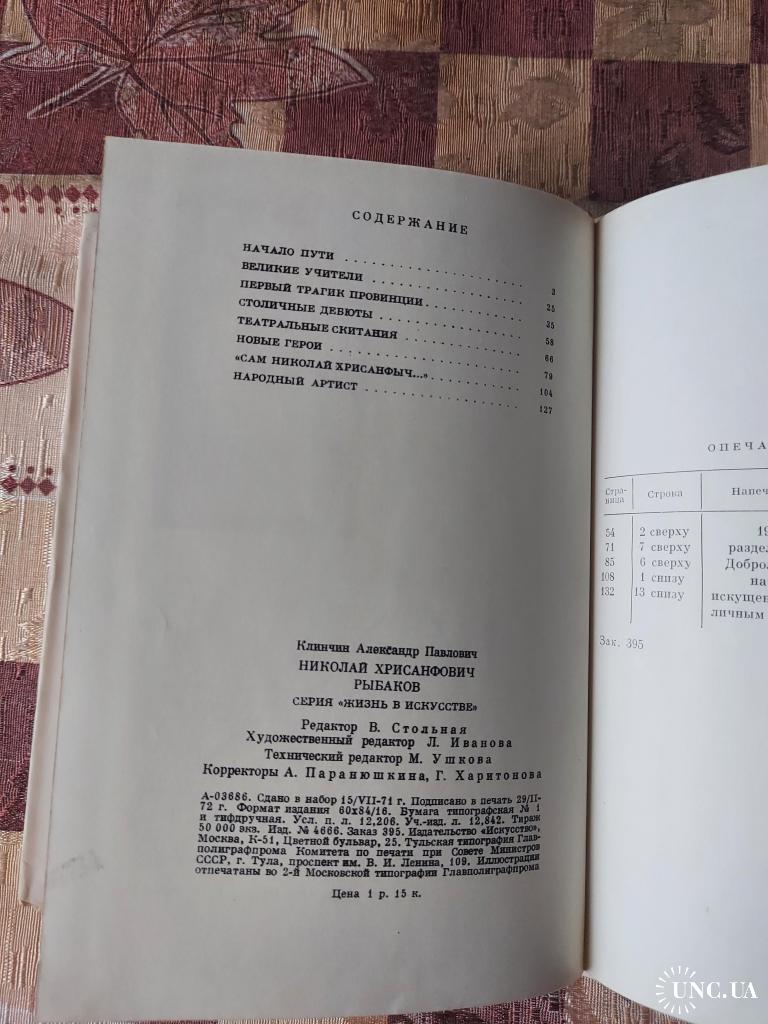 СОДЕРЖАНИЕ
НАЧАЛО ПУТИ . . . . . . . . . . . . . . . . 3
ВЕЛИКИЕ УЧИТЕЛИ . . . . . . . . . . . . . . 25
ПЕРВЫЙ ТРАГИК ПРОВИНЦИИ . . . . . . . . . . 35
СТОЛИЧНЫЕ ДЕБЮТЫ . . . . . . . . . . . . . 58
ТЕАТРАЛЬНЫЕ СКИТАНИЯ . . . . . . . . . . . 66
НОВЫЕ ГЕРОИ . . . . . . . . . . . . . . . . 79
«САМ НИКОЛАЙ ХРИСАНФЫЧ...» . . . . . . . . 104
НАРОДНЫЙ АРТИСТ . . . . . . . . . . . . . . 127
Клинчин Александр Павлович
НИКОЛАЙ ХРИСАНФОВИЧ
РЫБАКОВ
СЕРИЯ «ЖИЗНЬ В ИСКУССТВЕ»
Редактор В. Стольная
Художественный редактор Л. Иванова
Технический редактор М. Ушкова
Корректоры А. Паранюшкина, Г. Харитонова
А-03686. Сдано в набор 15/VII-71 г. Подписано в печать 29/II-
72 г. Формат издания 60х84/16. Бумага типографская № 1
и тифдручная. Усл. п. л. 12,206. Уч.-изд. л. 12,842. Тираж
50 000 экз. Изд. № 4666. Заказ 395. Издательство «Искусство»,
Москва, К-51, Цветной бульвар, 25. Тульская типография Глав-
полиграфпрома Комитета по печати при Совете Министров
СССР, г. Тула, проспект им. В. И. Ленина, 109. Иллюстрации
отпечатаны во 2-й Московской типографии Главполиграфпрома
Цена 1 р. 15 к.
ОПЕЧА
Стра-
ница Строка Напеч
54 2 сверху 19
71 7 сверху раздел
85 6 сверху Доброл
108 1 снизу на
132 13 снизу искущен
личным
Зак. 395
UNC.UA